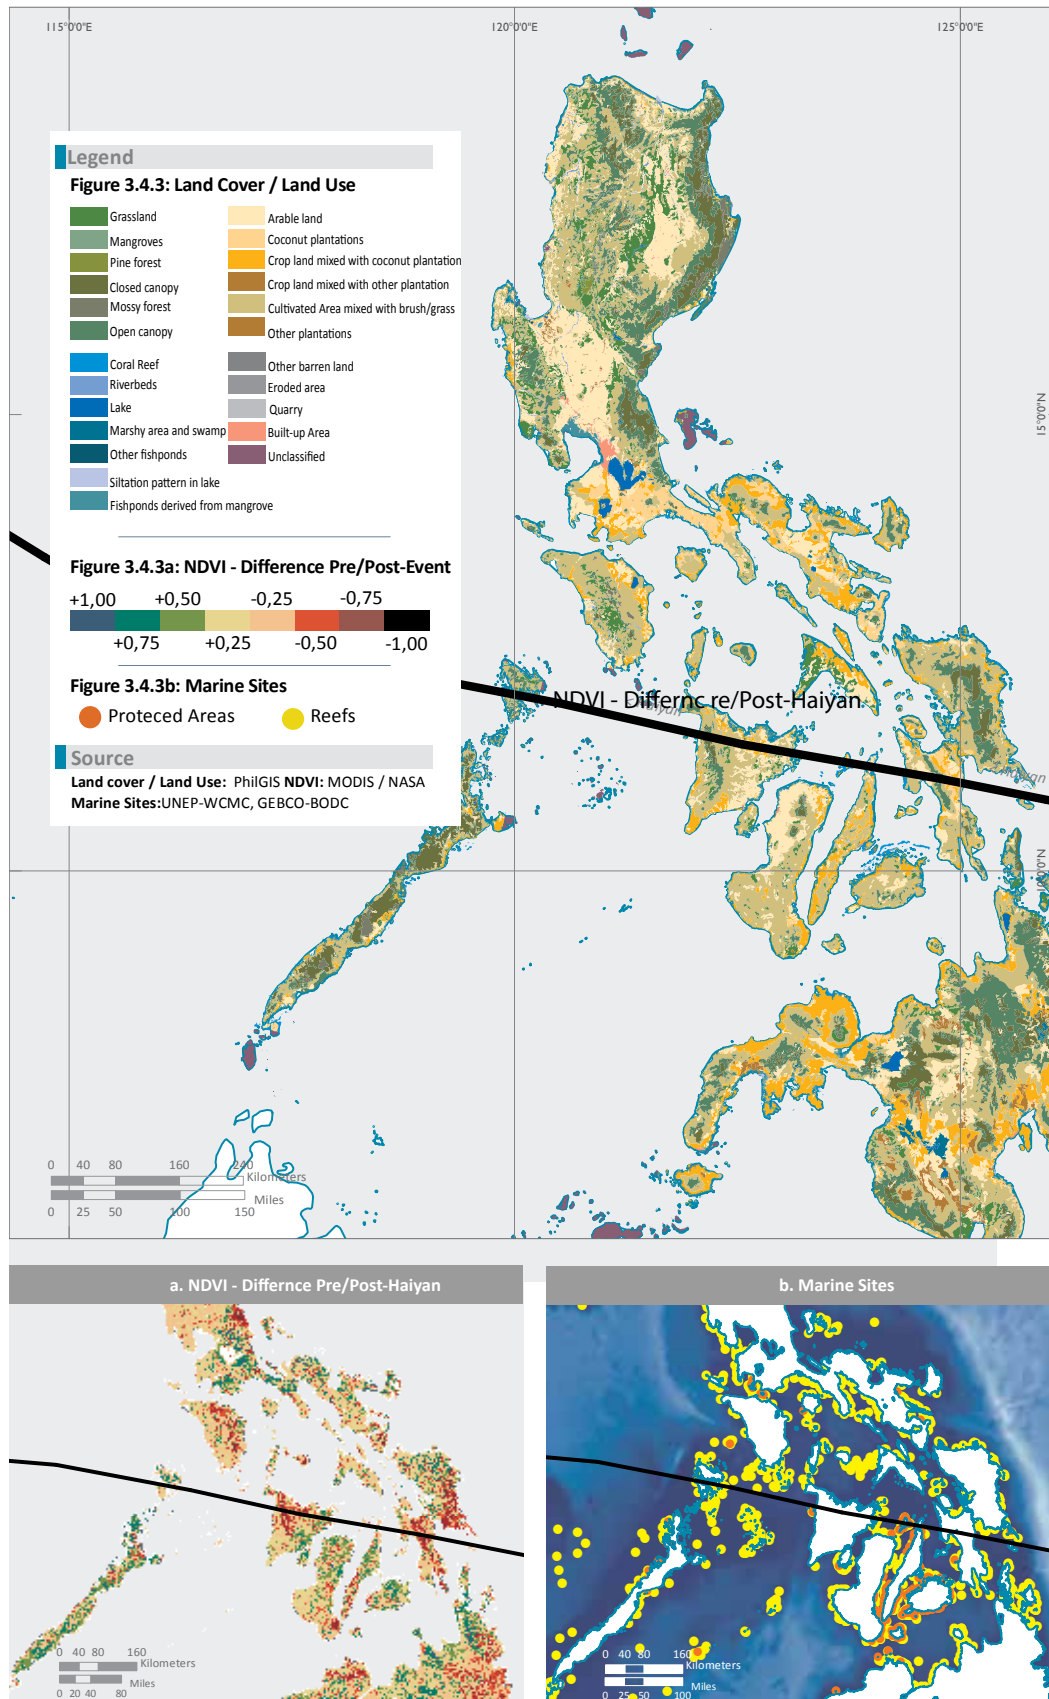 115°0'0"E 120°0'0"E 125°0'0"E
Legend
Figure 3.4.3: Land Cover / Land Use
Grassland
Mangroves
Pine forest
Closed canopy
Mossy forest
Open canopy
Coral Reef
Riverbeds
Lake
Marshy area and swamp
Other fishponds
Siltation pattern in lake
Fishponds derived from mangrove
Arable land
Coconut plantations
Crop land mixed with coconut plantation
Crop land mixed with other plantation
Cultivated Area mixed with brush/grass
Other plantations
Other barren land
Eroded area
Quarry
Built-up Area
Unclassified
15°0'0"N
Figure 3.4.3a: NDVI - Difference Pre/Post-Event
+1,00 +0,50 -0,25 -0,75
+0,75 +0,25 -0,50 -1,00
Figure 3.4.3b: Marine Sites
Proteced Areas Reefs
Source
Land cover / Land Use: PhilGIS NDVI: MODIS / NASA
Marine Sites:UNEP-WCMC, GEBCO-BODC
NDVI - Differnc re/Post-Haiyan
Haiyan
10°0'0"N
0 40 80 160 240
Kilometers
Miles
0 25 50 100 150
a. NDVI - Differnce Pre/Post-Haiyan
0 40 80 160
Kilometers
Miles
0 20 40 80
b. Marine Sites
0 40 80 160
Kilometers
Miles
0 25 50 100